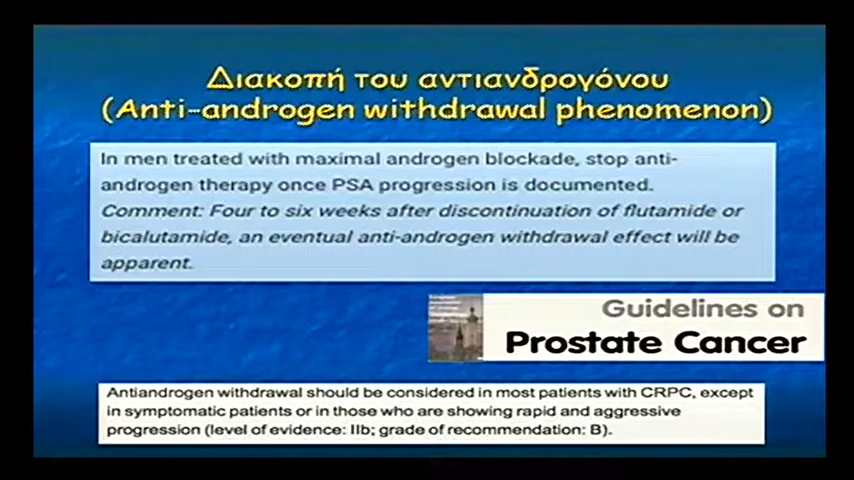 Διακοπή του αντιανδρογόνου
(Anti-androgen withdrawal phenomenon)
In men treated with maximal androgen blockade, stop anti-
androgen therapy once PSA progression is documented.
Comment: Four to six weeks after discontinuation of flutamide or
bicalutamide, an eventual anti-androgen withdrawal effect will be
apparent.
Guidelines on
Prostate Cancer
Antiandrogen withdrawal should be considered in most patients with CRPC, except
in symptomatic patients or in those who are showing rapid and aggressive
progression (level of evidence: IIb; grade of recommendation: B).